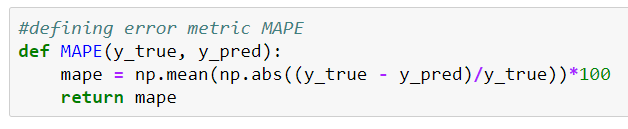 #defining error metric MAPE
def MAPE(y_true, y_pred):
    mape = np.mean(np.abs((y_true - y_pred)/y_true))*100
    return mape